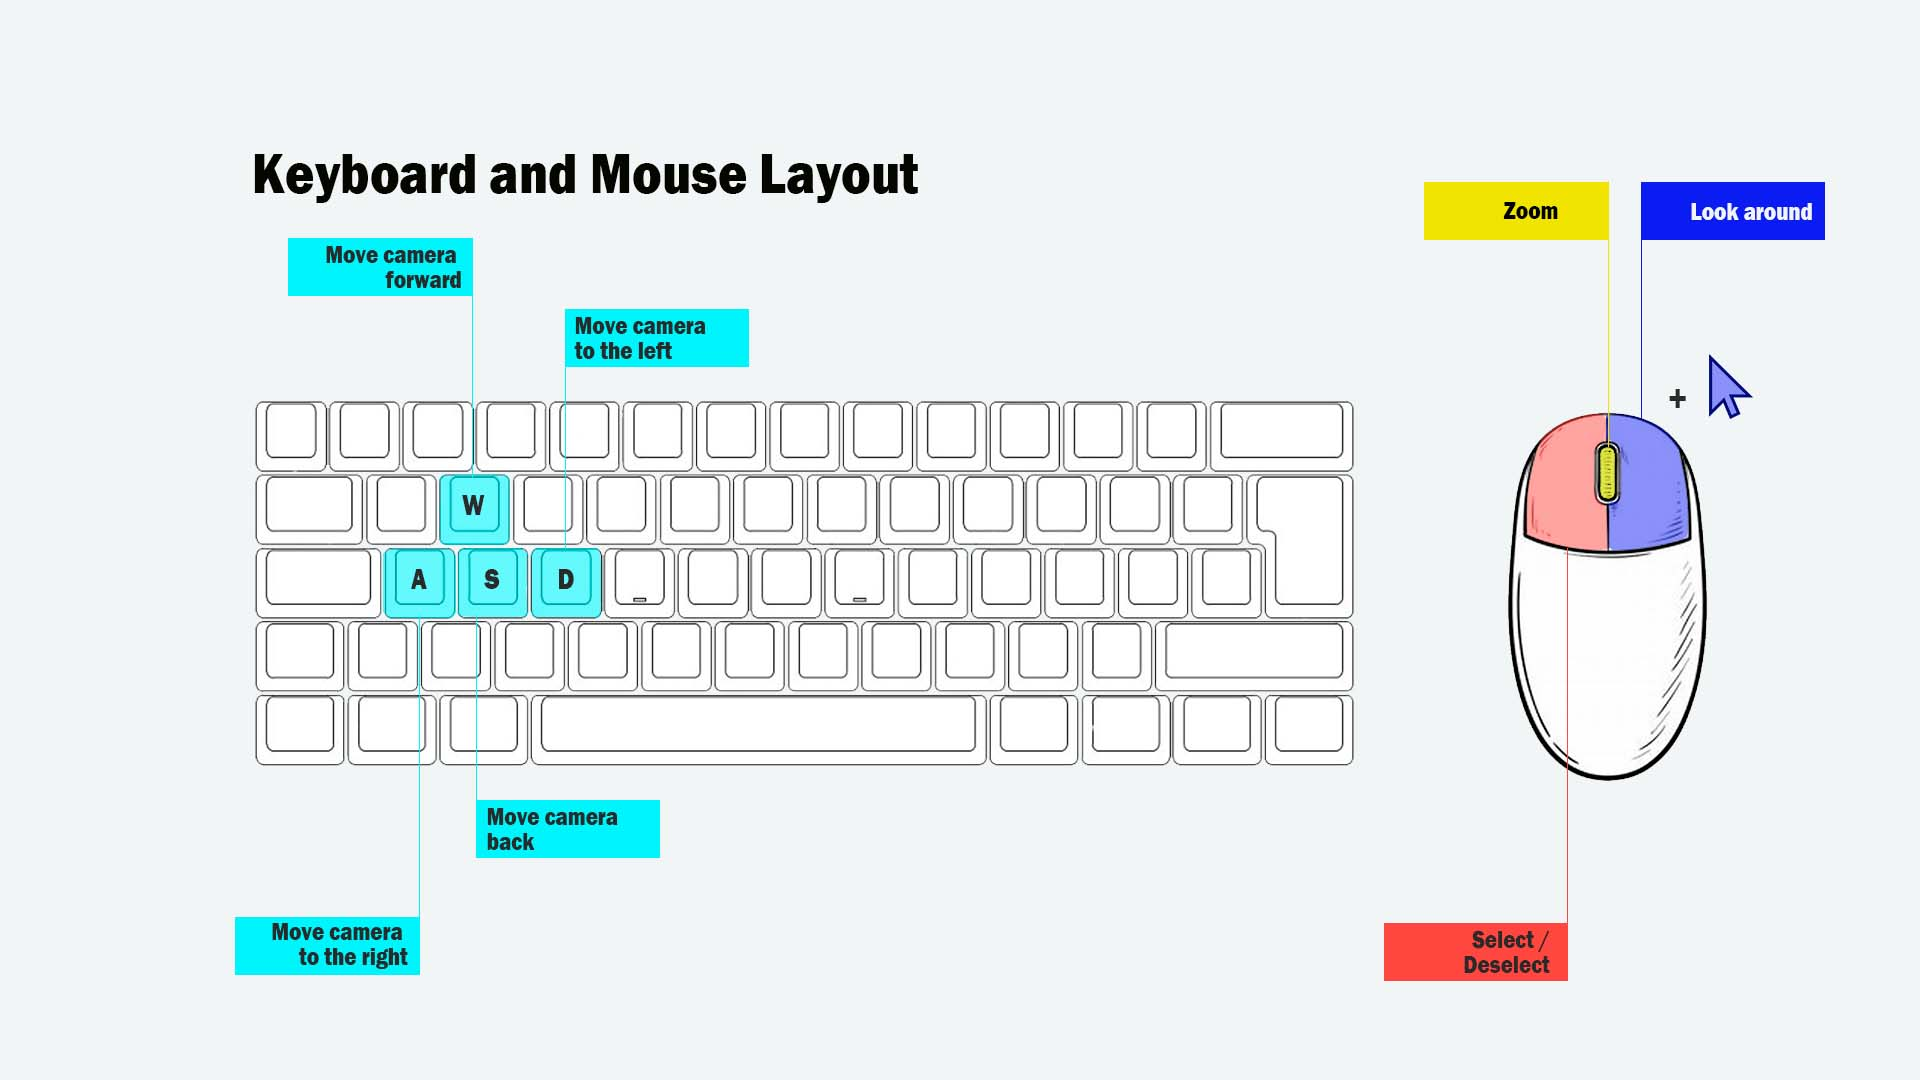 Keyboard and Mouse Layout
Zoom
Look around
Move camera
forward
Move camera
to the left
+
W
A
S
D
Move camera
back
Move camera
to the right
Select /
Deselect